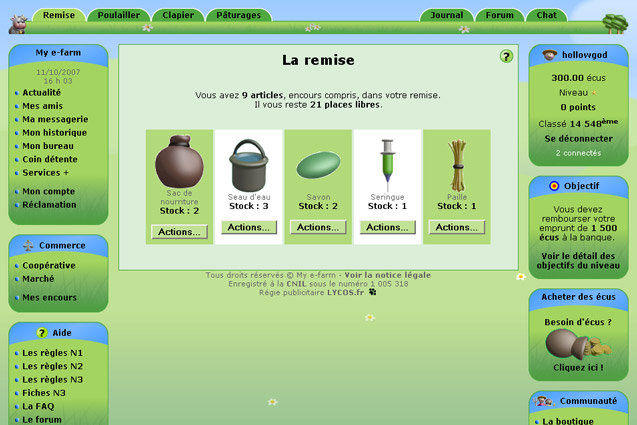 Remise
Poulailler
Clapier
Pâturages
Journal
Forum
Chat
My e-farm
11/10/2007
16 h 03
Actualité
Mes amis
Ma messagerie
Mon historique
Mon bureau
Coin détente
Services +
Mon compte
Réclamation
Commerce
Coopérative
Marché
Mes encours
? Aide
Les règles N1
Les règles N2
Les règles N3
Fiches N3
La FAQ
Le forum
La remise
?
Vous avez 9 articles, encours compris, dans votre remise.
Il vous reste 21 places libres.
Sac de
nourriture
Stock : 2
Actions...
Seau d'eau
Stock : 3
Actions...
Savon
Stock : 2
Actions...
Seringue
Stock : 1
Actions...
Paille
Stock : 1
Actions...
Tous droits réservés © My e-farm - Voir la notice légale
Enregistré à la CNIL sous le numéro 1 005 318
Régie publicitaire LYCOS.fr
hollowgod
300.00 écus
Niveau
0 points
Classé 14 548ème
Se déconnecter
2 connectés
Objectif
Vous devez
rembourser votre
emprunt de 1 500
écus à la banque.
Voir le détail des
objectifs du niveau
Acheter des écus
Besoin d'écus ?
Cliquez ici !
Communauté
La boutique